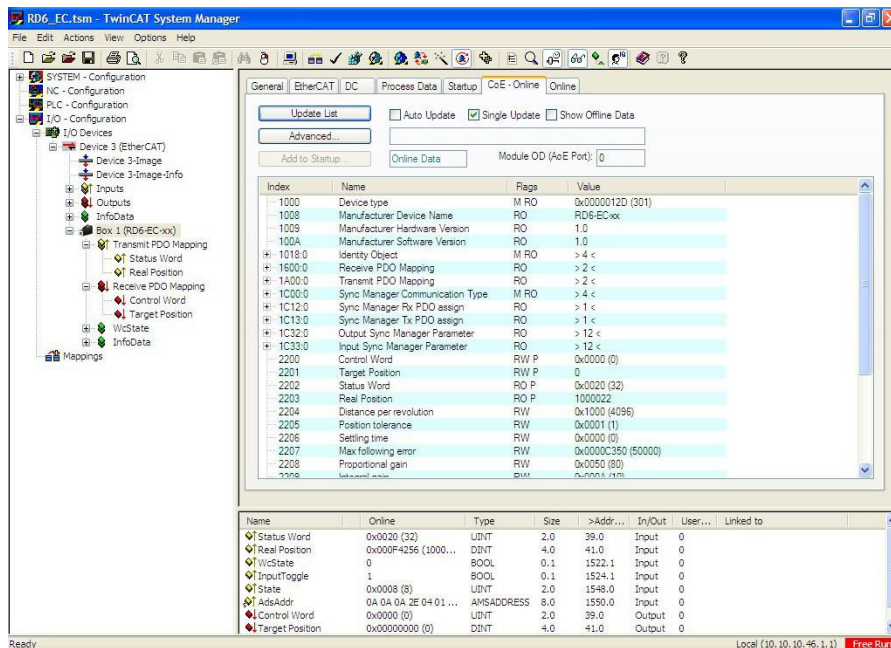 RD6_EC.tsm - TwinCAT System Manager
File Edit Actions View Options Help
SYSTEM - Configuration
NC - Configuration
PLC - Configuration
I/O - Configuration
I/O Devices
Device 3 (EtherCAT)
Device 3-Image
Device 3-Image-Info
Inputs
Outputs
InfoData
Box 1 (RD6-EC-xx)
Transmit PDO Mapping
Status Word
Real Position
Receive PDO Mapping
Control Word
Target Position
WcState
InfoData
Mappings
General EtherCAT DC Process Data Startup CoE - Online Online
Update List Auto Update Single Update Show Offline Data
Advanced...
Add to Startup... Online Data Module OD (AoE Port): 0
Index Name Flags Value
1000 Device type M RO 0x0000012D (301)
1008 Manufacturer Device Name RO RD6-EC-xx
1009 Manufacturer Hardware Version RO 1.0
100A Manufacturer Software Version RO 1.0
1018:0 Identity Object M RO > 4 <
1600:0 Receive PDO Mapping RO > 2 <
1A00:0 Transmit PDO Mapping RO > 2 <
1C00:0 Sync Manager Communication Type M RO > 4 <
1C12:0 Sync Manager Rx PDO assign RO > 1 <
1C13:0 Sync Manager Tx PDO assign RO > 1 <
1C32:0 Output Sync Manager Parameter RO > 12 <
1C33:0 Input Sync Manager Parameter RO > 12 <
2200 Control Word RW P 0x0000 (0)
2201 Target Position RW P 0
2202 Status Word RO P 0x0020 (32)
2203 Real Position RO P 1000022
2204 Distance per revolution RW 0x1000 (4096)
2205 Position tolerance RW 0x0001 (1)
2206 Settling time RW 0x0000 (0)
2207 Max following error RW 0x0000C350 (50000)
2208 Proportional gain RW 0x0050 (80)
2209 Integral gain RW 0x000A (10)
Name Online Type Size >Addr... In/Out User... Linked to
Status Word 0x0020 (32) UINT 2.0 39.0 Input 0
Real Position 0x000F4256 (1000... DINT 4.0 41.0 Input 0
WcState 0 BOOL 0.1 1522.1 Input 0
InputToggle 1 BOOL 0.1 1524.1 Input 0
State 0x0008 (8) UINT 2.0 1548.0 Input 0
AdsAddr 0A 0A 0A 2E 04 01 ... AMSADDRESS 8.0 1550.0 Input 0
Control Word 0x0000 (0) UINT 2.0 39.0 Output 0
Target Position 0x00000000 (0) DINT 4.0 41.0 Output 0
Ready Local (10.10.10.46.1.1) Free Run